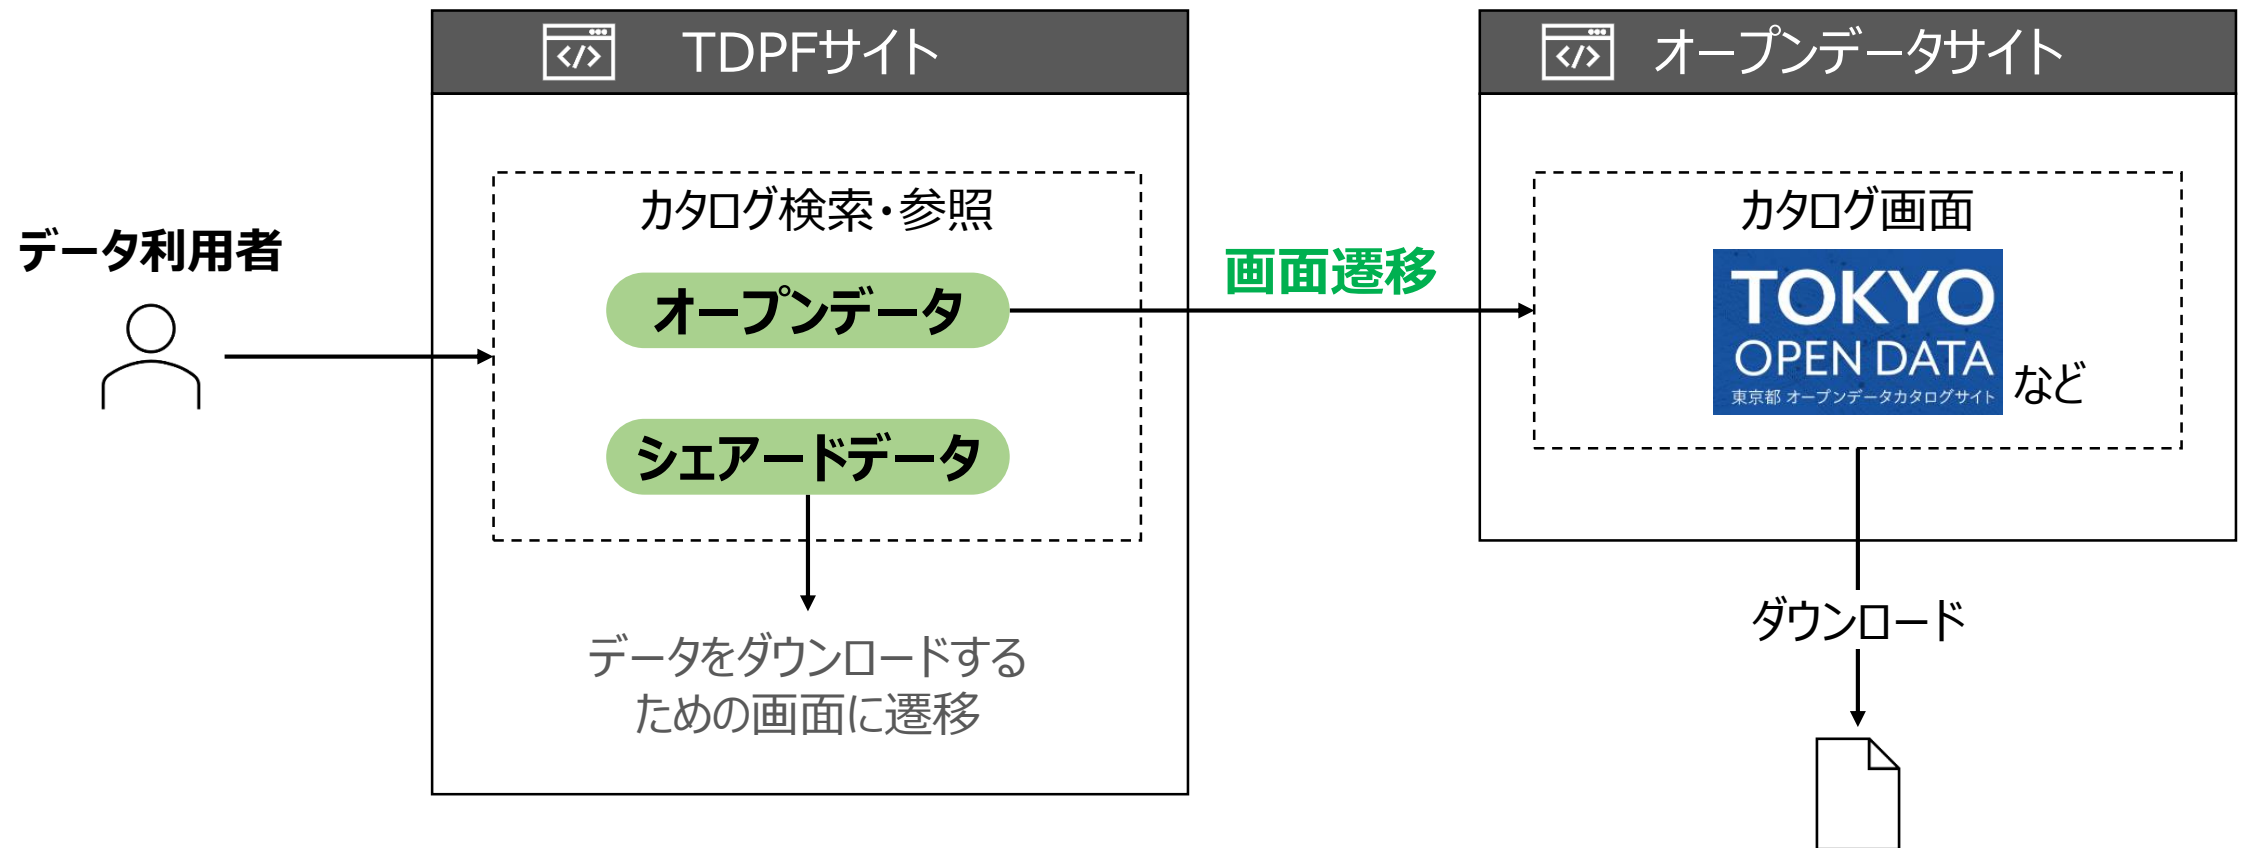 データ利用者
</>
TDPFサイト
カタログ検索・参照
オープンデータ
シェアードデータ
データをダウンロードする
ための画面に遷移
画面遷移
</>
オープンデータサイト
カタログ画面
TOKYO
OPEN DATA
東京都 オープンデータカタログサイト
など
ダウンロード